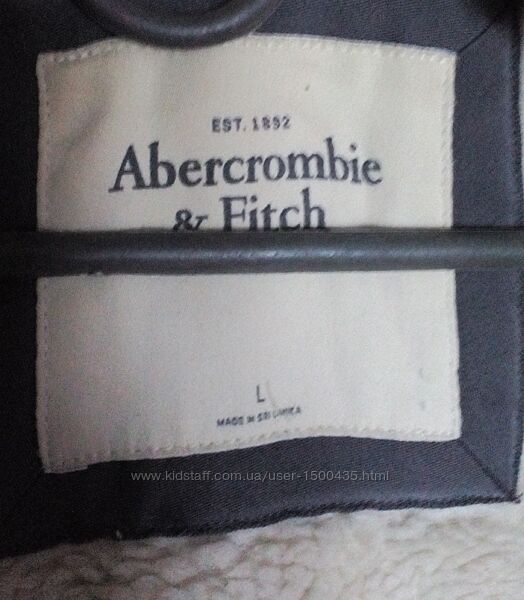 EST. 1892
Abercrombie
& Fitch
L
MADE IN SRI LANKA
www.kidstaff.com.ua/user-1500435.html